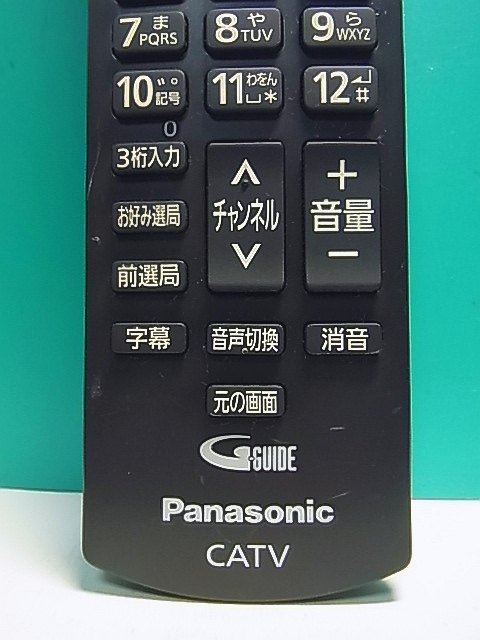 7 ま PQRS 8 や TUV 9 ら WXYZ
10 ゛゜ 記号 11 わをん ␣ * 12 ↲ #
0
3桁入力 ∧ チャンネル ∨ + 音量 −
お好み選局
前選局
字幕 音声切換 消音
元の画面
G-GUIDE
Panasonic
CATV